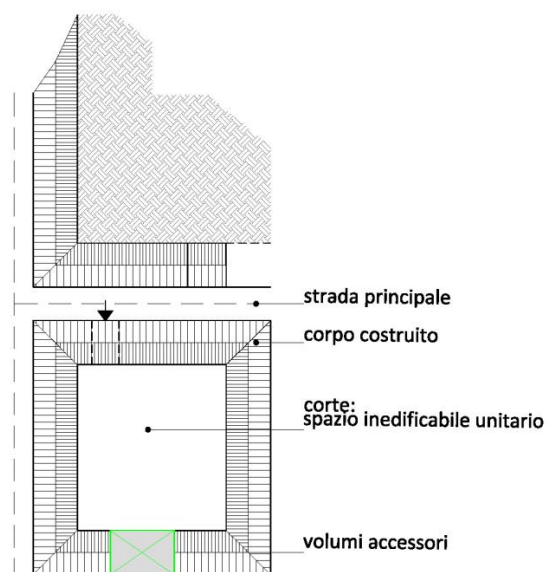 strada principale
corpo costruito
corte:
spazio inedificabile unitario
volumi accessori